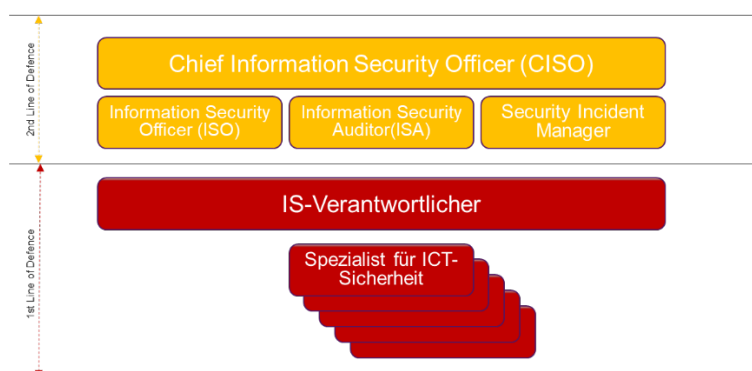 2nd Line of Defence
Chief Information Security Officer (CISO)
Information Security
Officer (ISO)
Information Security
Auditor(ISA)
Security Incident
Manager
1st Line of Defence
IS-Verantwortlicher
Spezialist für ICT-
Sicherheit